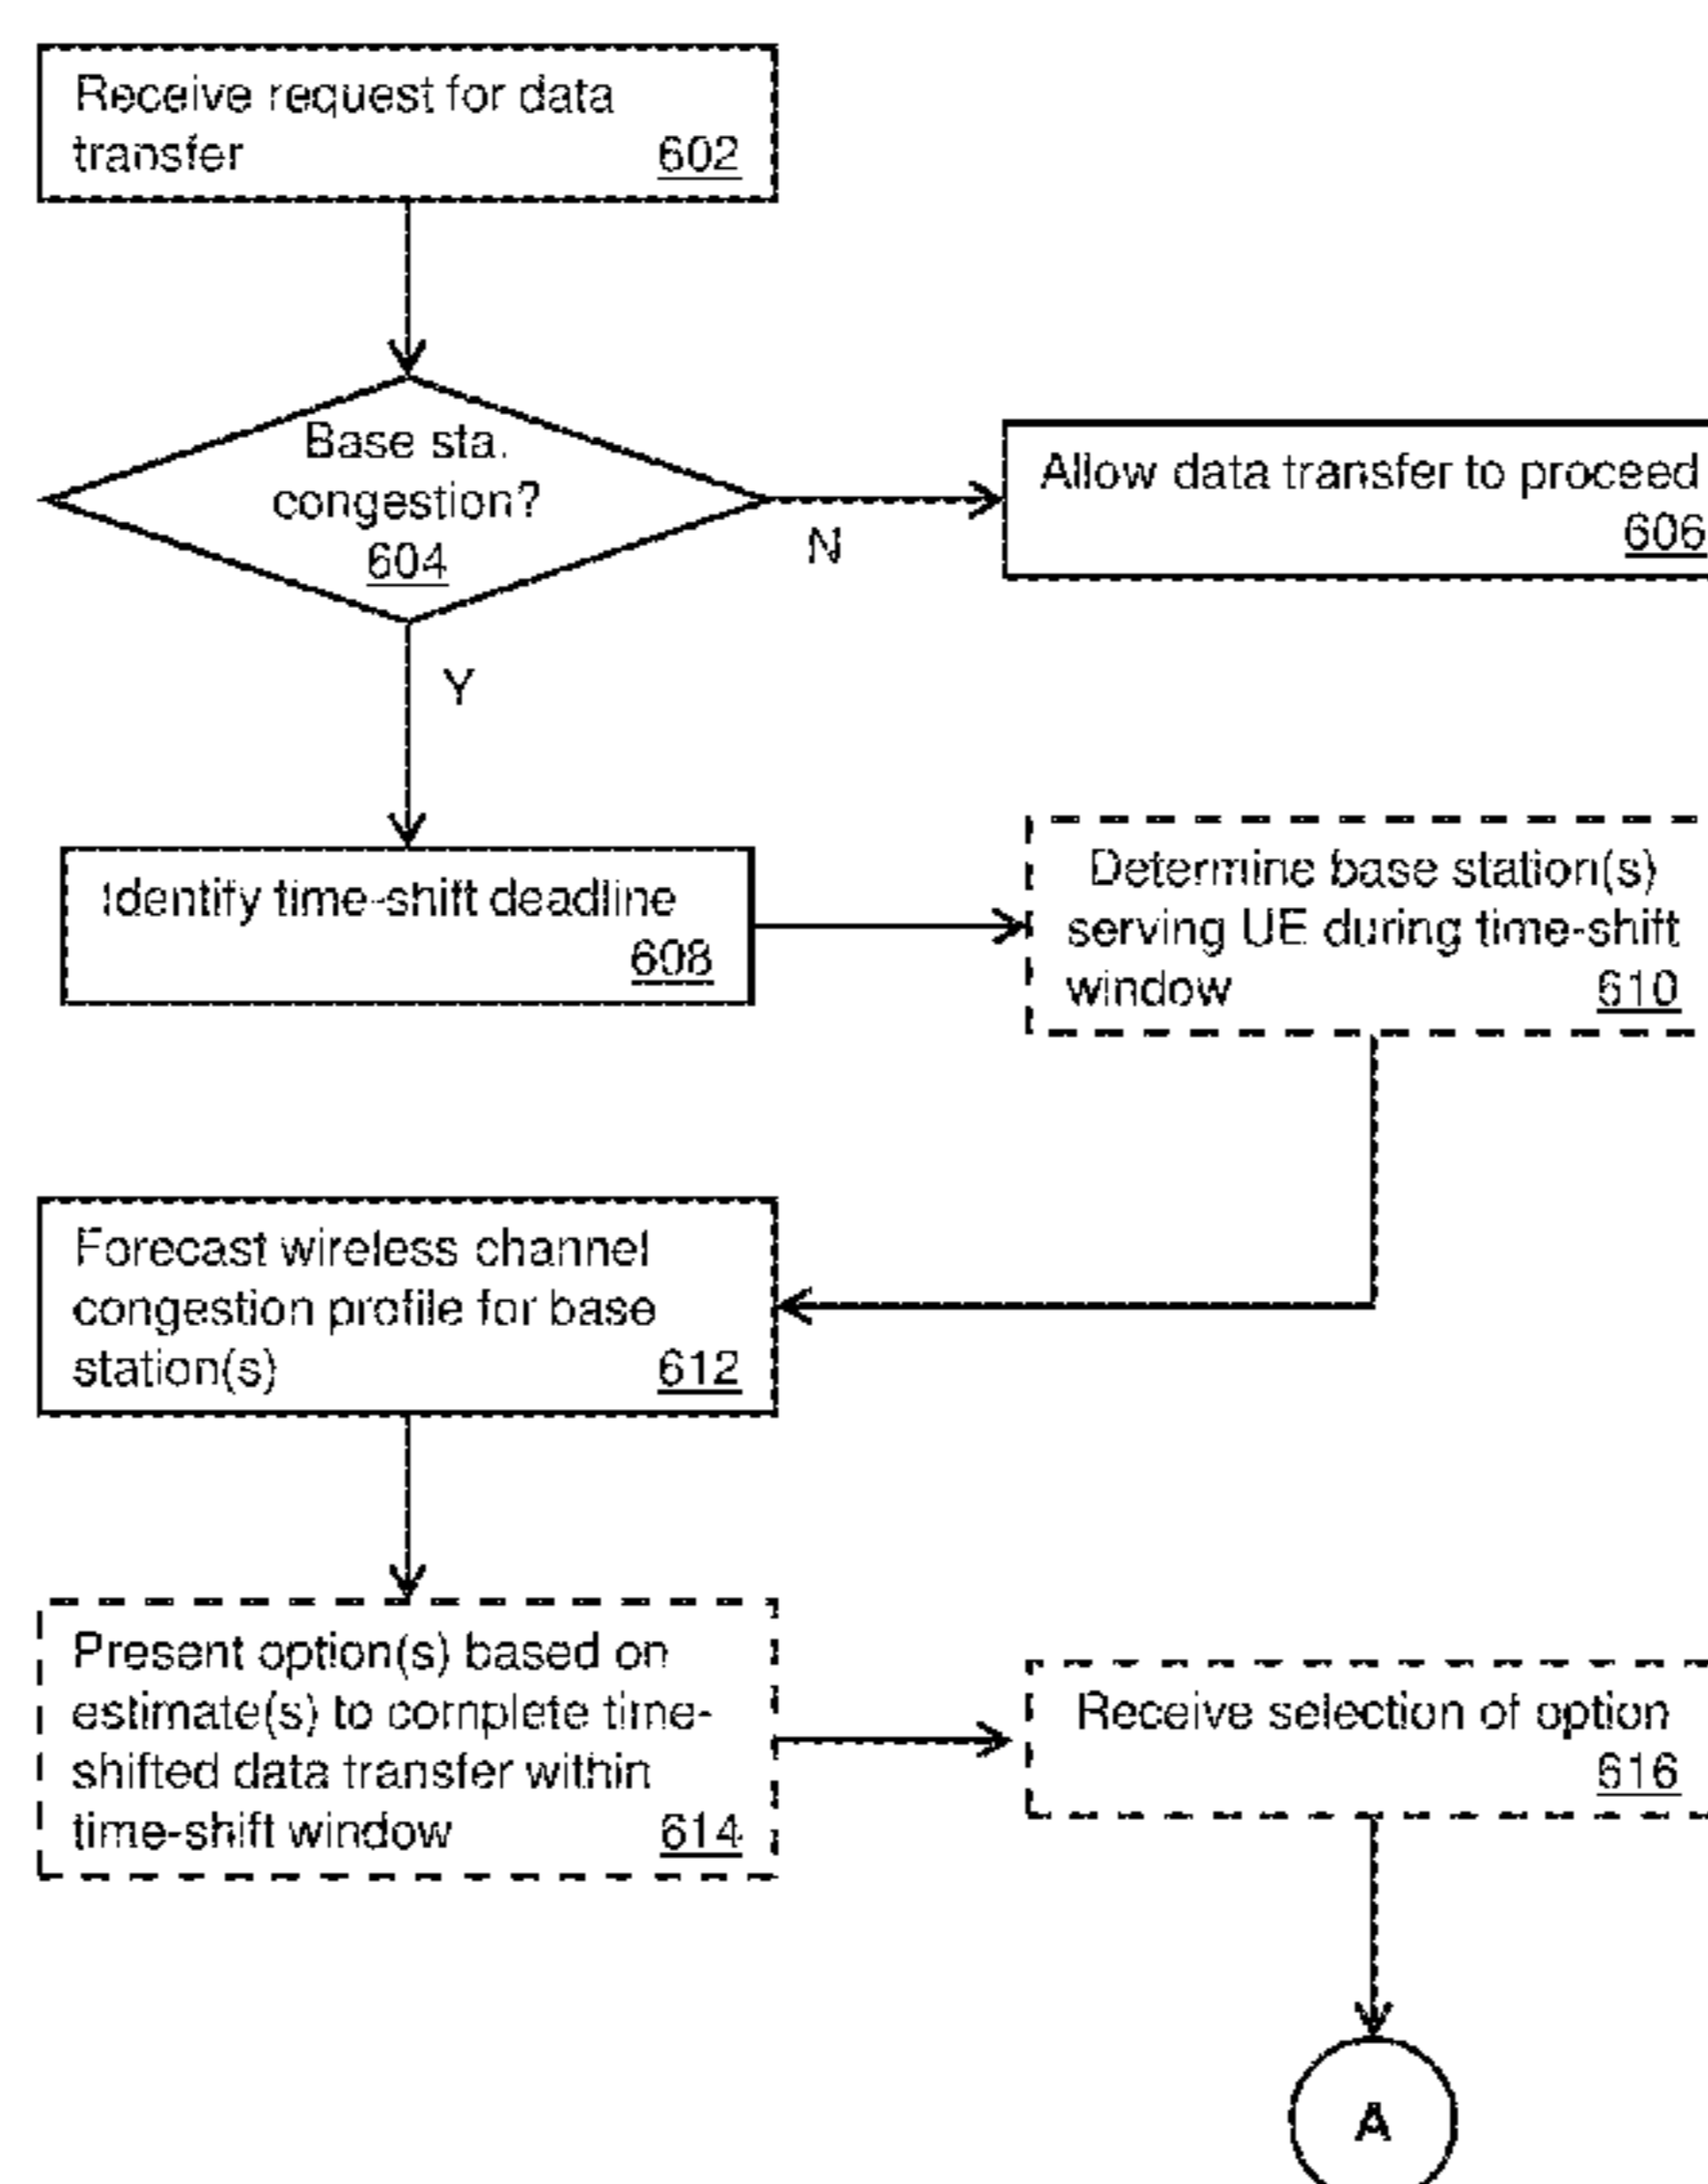 Receive request for data
transfer 602
Base sta.
congestion?
604
N
Allow data transfer to proceed
606
Y
Identify time-shift deadline
608
Determine base station(s)
serving UE during time-shift
window 610
Forecast wireless channel
congestion profile for base
station(s) 612
Present option(s) based on
estimate(s) to complete time-
shifted data transfer within
time-shift window 614
Receive selection of option
616
A